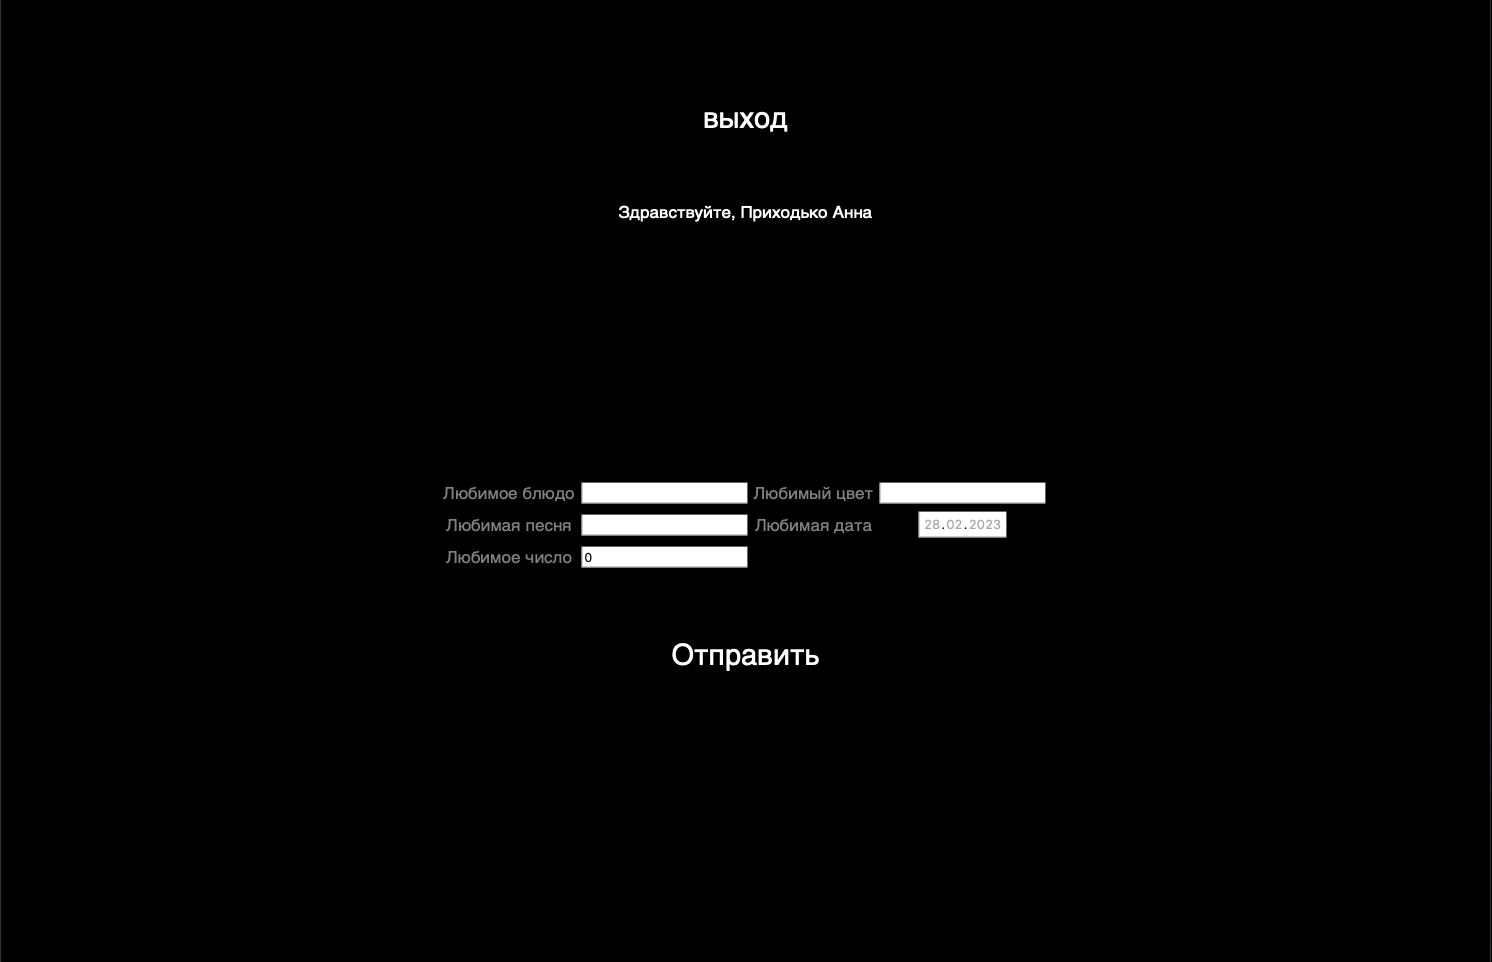 ВЫХОД
Здравствуйте, Приходько Анна
Любимое блюдо Любимый цвет
Любимая песня Любимая дата 28.02.2023
Любимое число 0
Отправить